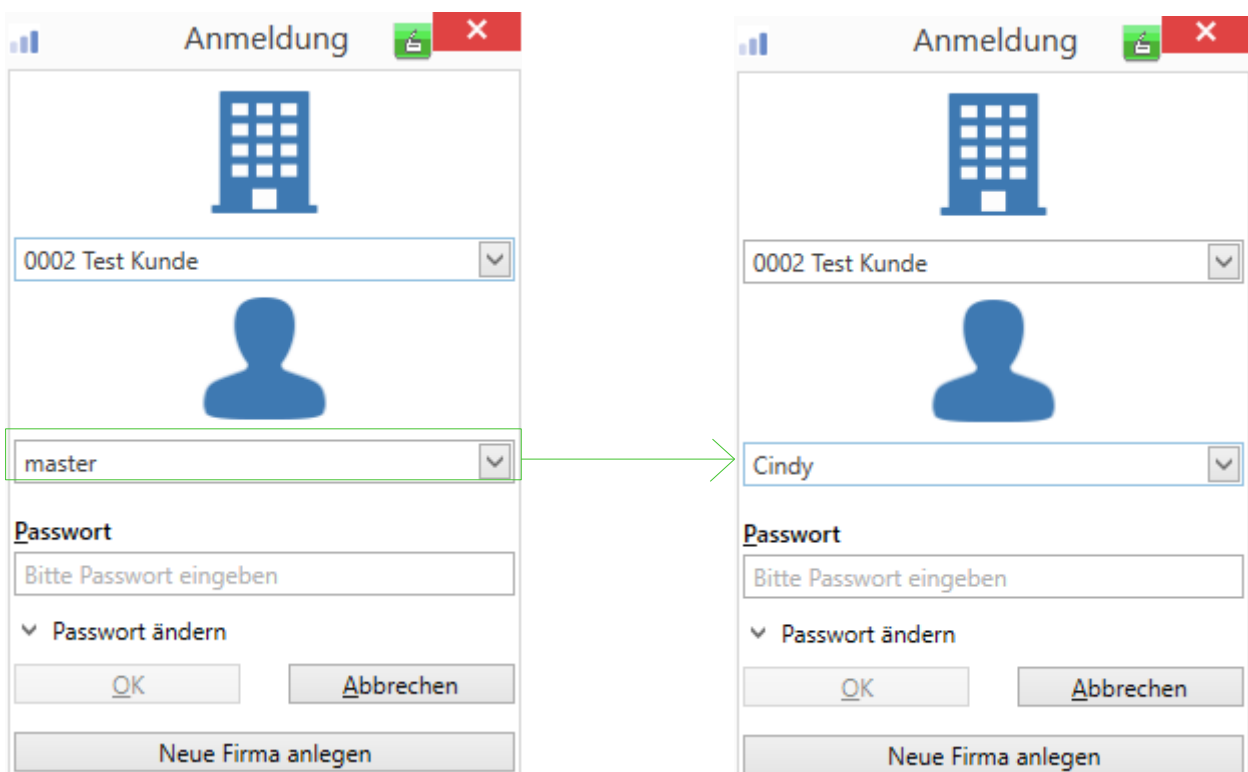 Anmeldung
0002 Test Kunde
master
Passwort
Bitte Passwort eingeben
Passwort ändern
OK Abbrechen
Neue Firma anlegen
Anmeldung
0002 Test Kunde
Cindy
Passwort
Bitte Passwort eingeben
Passwort ändern
OK Abbrechen
Neue Firma anlegen